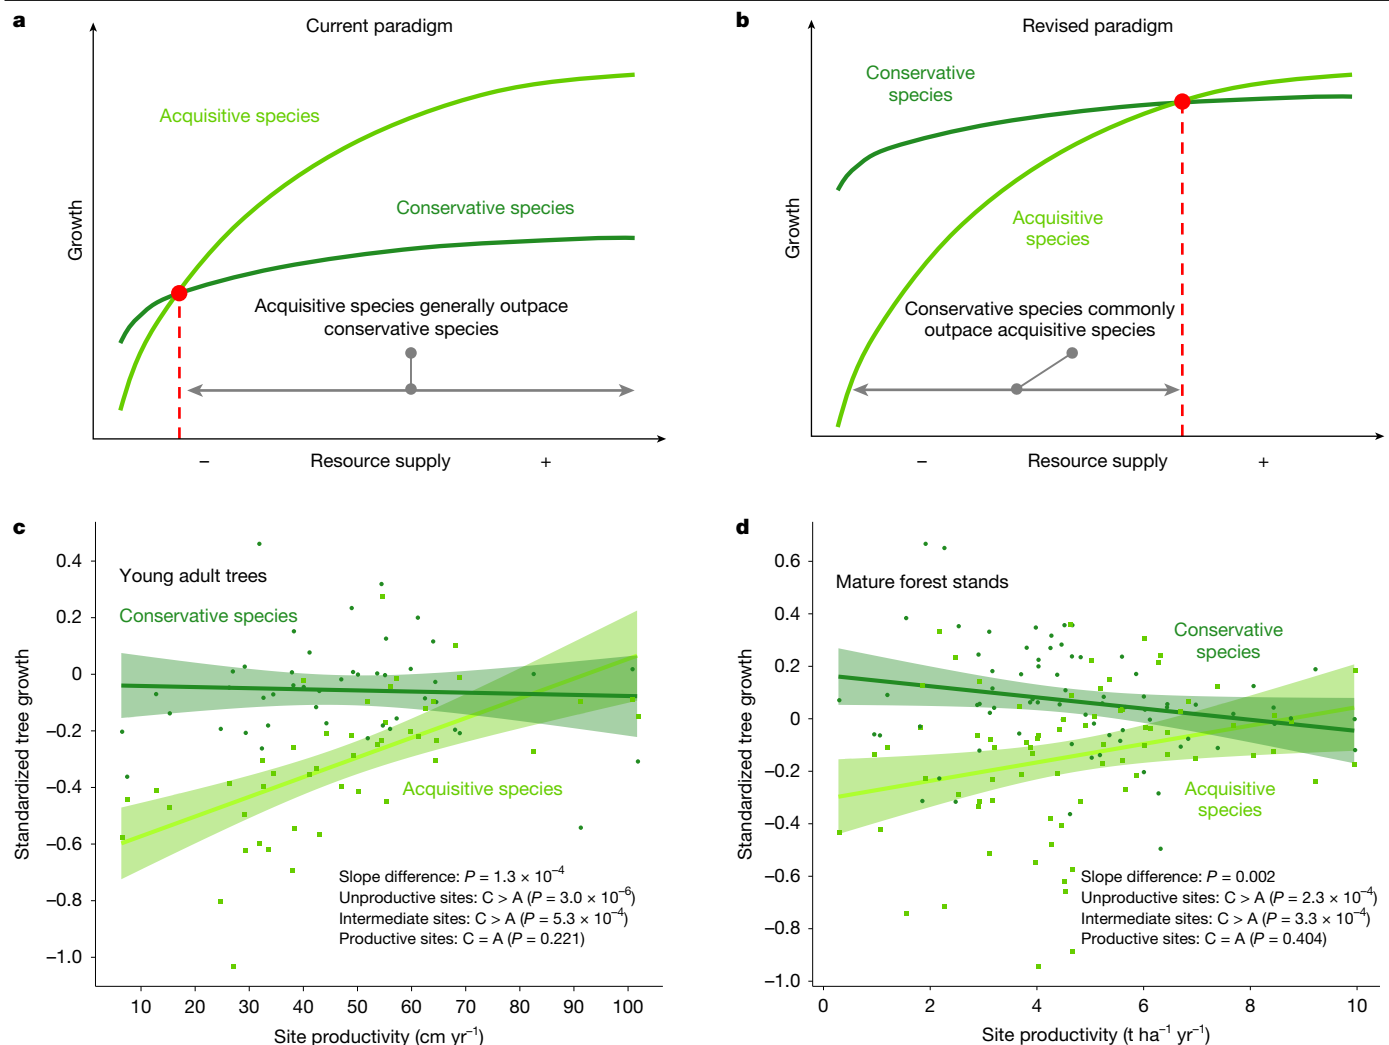 a
Current paradigm
Acquisitive species
Conservative species
Growth
Acquisitive species generally outpace
conservative species
–
Resource supply
+
b
Revised paradigm
Conservative
species
Acquisitive
species
Growth
Conservative species commonly
outpace acquisitive species
–
Resource supply
+
c
Young adult trees
Conservative species
Acquisitive species
Standardized tree growth
0.4
0.2
0
–0.2
–0.4
–0.6
–0.8
–1.0
Slope difference: P = 1.3 × 10⁻⁴
Unproductive sites: C > A (P = 3.0 × 10⁻⁶)
Intermediate sites: C > A (P = 5.3 × 10⁻⁴)
Productive sites: C = A (P = 0.221)
10 20 30 40 50 60 70 80 90 100
Site productivity (cm yr⁻¹)
d
Mature forest stands
Conservative
species
Acquisitive
species
Standardized tree growth
0.6
0.4
0.2
0
–0.2
–0.4
–0.6
–0.8
–1.0
Slope difference: P = 0.002
Unproductive sites: C > A (P = 2.3 × 10⁻⁴)
Intermediate sites: C > A (P = 3.3 × 10⁻⁴)
Productive sites: C = A (P = 0.404)
0 2 4 6 8 10
Site productivity (t ha⁻¹ yr⁻¹)